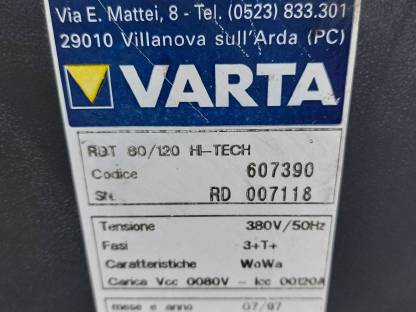 Via E. Mattei, 8 - Tel. (0523) 833.301
29010 Villanova sull'Arda (PC)
VARTA
RBT 80/120 HI-TECH
Codice 607390
SN. RD 007118
Tensione 380V/50Hz
Fasi 3+T+
Caratteristiche WoWa
Carica Vcc 0080V - Icc 00120A
mese e anno 07/97